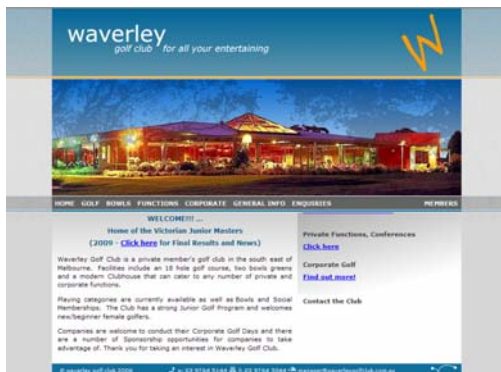 waverley
golf club for all your entertaining
W
HOME GOLF BOWLS FUNCTIONS CORPORATE GENERAL INFO ENQUIRIES MEMBERS
WELCOME!!! ...
Home of the Victorian Junior Masters
(2009 - Click here for Final Results and News)
Waverley Golf Club is a private member's golf club in the south east of
Melbourne. Facilities include an 18 hole golf course, two bowls greens
and a modern Clubhouse that can cater to any number of private and
corporate functions.
Playing categories are currently available as well as Bowls and Social
Memberships. The Club has a strong Junior Golf Program and welcomes
new/beginner female golfers.
Companies are welcome to conduct their Corporate Golf Days and there
are a number of Sponsorship opportunities for companies to take
advantage of. Thank you for taking an interest in Waverley Golf Club.
Private Functions, Conferences
Click here
Corporate Golf
Find out more!
Contact the Club
© waverley golf club